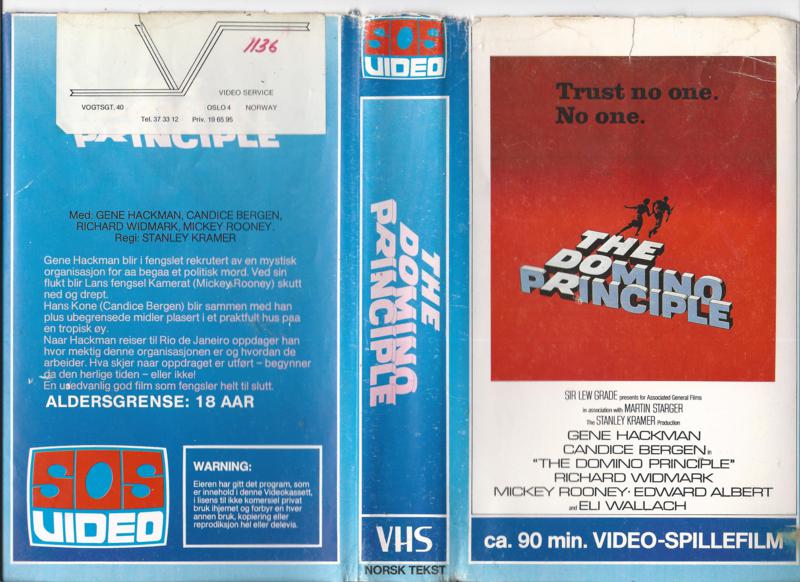 1136
VIDEO SERVICE
VOGTSGT. 40 OSLO 4 NORWAY
Tel. 37 33 12 Priv. 19 65 95
PRINCIPLE
Med: GENE HACKMAN, CANDICE BERGEN,
RICHARD WIDMARK, MICKEY ROONEY.
Regi: STANLEY KRAMER
Gene Hackman blir i fengslet rekrutert av en mystisk
organisasjon for aa begaa et politisk mord. Ved sin
flukt blir Lans fengsel Kamerat (Mickey Rooney) skutt
ned og drept.
Hans Kone (Candice Bergen) blir sammen med han
plus ubegrensede midler plasert i et praktfult hus paa
en tropisk øy.
Naar Hackman reiser til Rio de Janeiro oppdager han
hvor mektig denne organisasjonen er og hvordan de
arbeider. Hva skjer naar oppdraget er utført – begynner
da den herlige tiden – eller ikke!
En usedvanlig god film som fengsler helt til slutt.
ALDERSGRENSE: 18 AAR
SOS
VIDEO
WARNING:
Eieren har gitt det program, som
er innehold i denne Videokassett,
i lisens til ikke komersiel privat
bruk ihjemet og forbyr en hver
annen bruk, kopiering eller
reprodiksjon hel eller delevis.
SOS
VIDEO
THE
DOMINO
PRINCIPLE
VHS
NORSK TEKST
Trust no one.
No one.
THE
DOMINO
PRINCIPLE
SIR LEW GRADE presents for Associated General Films
in association with MARTIN STARGER
The STANLEY KRAMER Production
GENE HACKMAN
CANDICE BERGEN in
"THE DOMINO PRINCIPLE"
RICHARD WIDMARK
MICKEY ROONEY · EDWARD ALBERT
and ELI WALLACH
ca. 90 min. VIDEO-SPILLEFILM